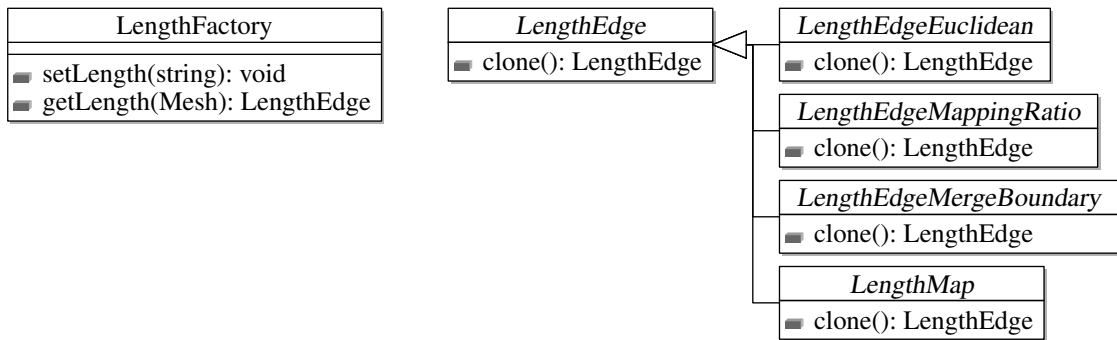 LengthFactory
setLength(string): void
getLength(Mesh): LengthEdge
LengthEdge
clone(): LengthEdge
LengthEdgeEuclidean
clone(): LengthEdge
LengthEdgeMappingRatio
clone(): LengthEdge
LengthEdgeMergeBoundary
clone(): LengthEdge
LengthMap
clone(): LengthEdge